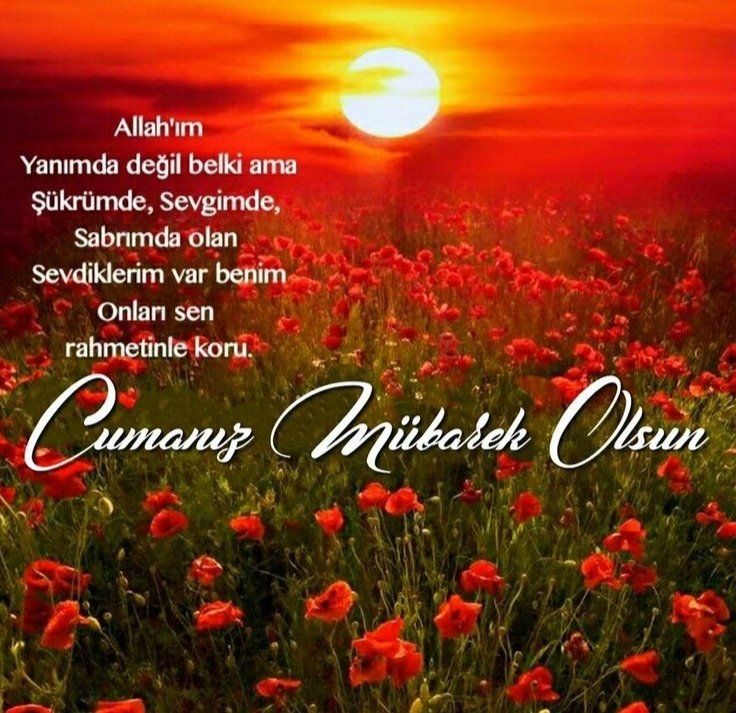 Allah'ım
Yanımda değil belki ama
Şükrümde, Sevgimde,
Sabrımda olan
Sevdiklerim var benim
Onları sen
rahmetinle koru.
Cumanız Mübarek Olsun